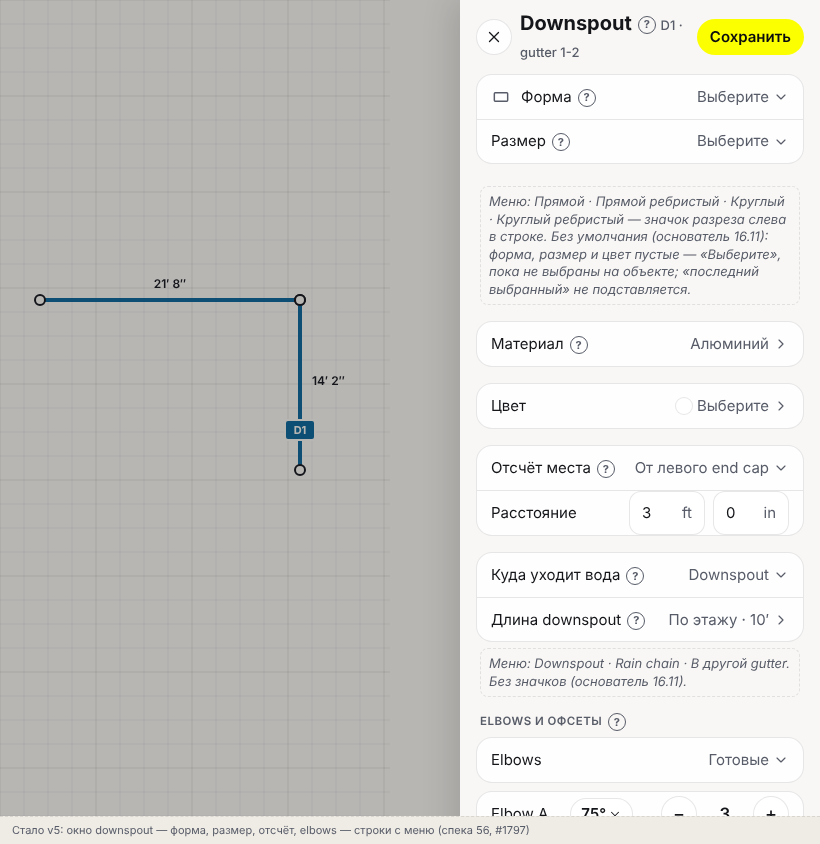 21′ 8″
14′ 2″
D1
Downspout ? D1 ·
gutter 1-2
Сохранить
Форма ? Выберите
Размер ? Выберите
Меню: Прямой · Прямой ребристый · Круглый
· Круглый ребристый — значок разреза слева
в строке. Без умолчания (основатель 16.11):
форма, размер и цвет пустые — «Выберите»,
пока не выбраны на объекте; «последний
выбранный» не подставляется.
Материал ? Алюминий
Цвет Выберите
Отсчёт места ? От левого end cap
Расстояние 3 ft 0 in
Куда уходит вода ? Downspout
Длина downspout ? По этажу · 10′
Меню: Downspout · Rain chain · В другой gutter.
Без значков (основатель 16.11).
ELBOWS И ОФСЕТЫ ?
Elbows Готовые
Elbow A 75° − 3 +
Стало v5: окно downspout — форма, размер, отсчёт, elbows — строки с меню (спека 56, #1797)